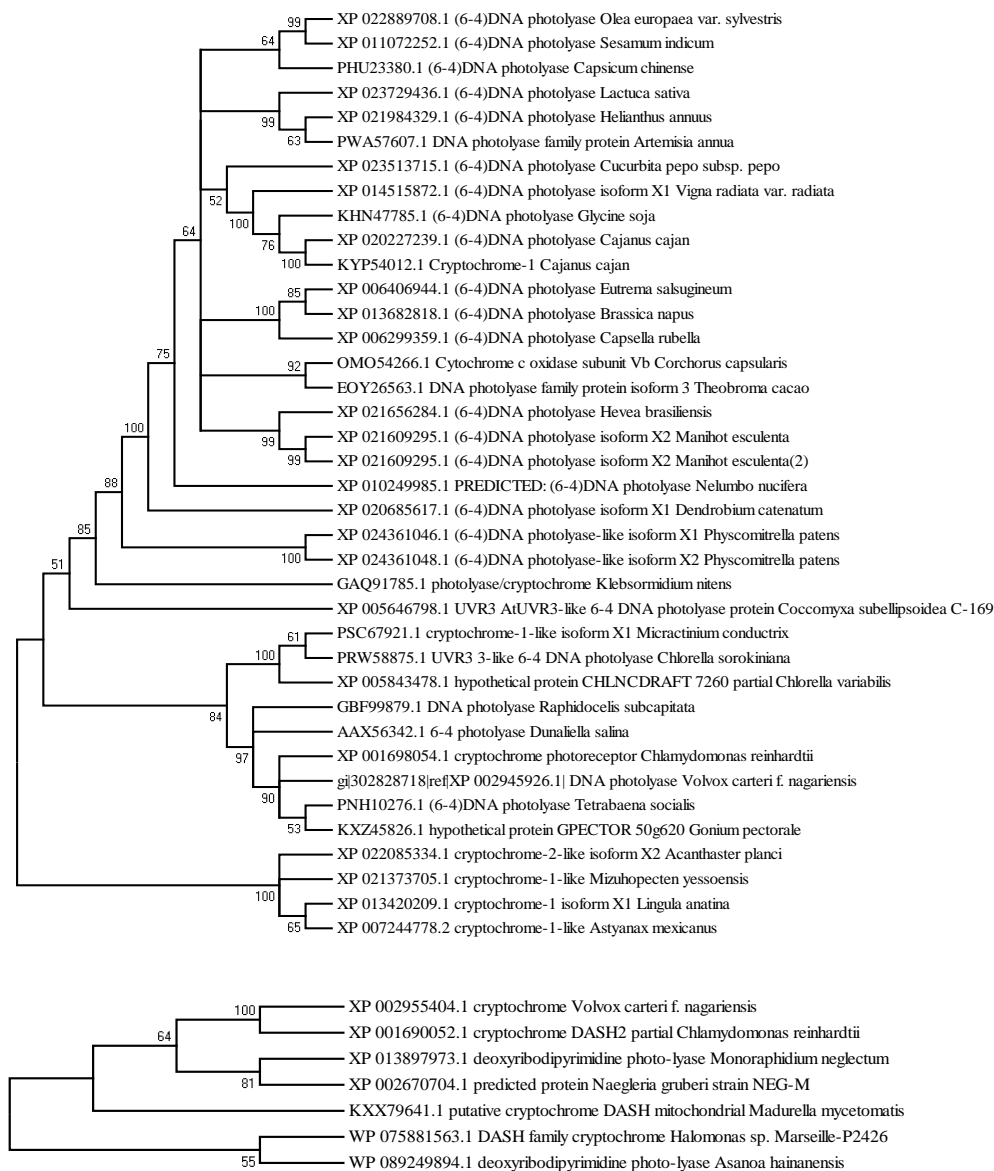 99
XP 022889708.1 (6-4)DNA photolyase Olea europaea var. sylvestris
64
XP 011072252.1 (6-4)DNA photolyase Sesamum indicum
PHU23380.1 (6-4)DNA photolyase Capsicum chinense
XP 023729436.1 (6-4)DNA photolyase Lactuca sativa
99
XP 021984329.1 (6-4)DNA photolyase Helianthus annuus
63
PWA57607.1 DNA photolyase family protein Artemisia annua
XP 023513715.1 (6-4)DNA photolyase Cucurbita pepo subsp. pepo
52
XP 014515872.1 (6-4)DNA photolyase isoform X1 Vigna radiata var. radiata
100
KHN47785.1 (6-4)DNA photolyase Glycine soja
64
76
XP 020227239.1 (6-4)DNA photolyase Cajanus cajan
100
KYP54012.1 Cryptochrome-1 Cajanus cajan
85
XP 006406944.1 (6-4)DNA photolyase Eutrema salsugineum
100
XP 013682818.1 (6-4)DNA photolyase Brassica napus
XP 006299359.1 (6-4)DNA photolyase Capsella rubella
75
92
OMO54266.1 Cytochrome c oxidase subunit Vb Corchorus capsularis
EOY26563.1 DNA photolyase family protein isoform 3 Theobroma cacao
XP 021656284.1 (6-4)DNA photolyase Hevea brasiliensis
100
99
XP 021609295.1 (6-4)DNA photolyase isoform X2 Manihot esculenta
99
XP 021609295.1 (6-4)DNA photolyase isoform X2 Manihot esculenta(2)
88
XP 010249985.1 PREDICTED: (6-4)DNA photolyase Nelumbo nucifera
XP 020685617.1 (6-4)DNA photolyase isoform X1 Dendrobium catenatum
85
XP 024361046.1 (6-4)DNA photolyase-like isoform X1 Physcomitrella patens
100
XP 024361048.1 (6-4)DNA photolyase-like isoform X2 Physcomitrella patens
51
GAQ91785.1 photolyase/cryptochrome Klebsormidium nitens
XP 005646798.1 UVR3 AtUVR3-like 6-4 DNA photolyase protein Coccomyxa subellipsoidea C-169
61
PSC67921.1 cryptochrome-1-like isoform X1 Micractinium conductrix
100
PRW58875.1 UVR3 3-like 6-4 DNA photolyase Chlorella sorokiniana
XP 005843478.1 hypothetical protein CHLNCDRAFT 7260 partial Chlorella variabilis
84
GBF99879.1 DNA photolyase Raphidocelis subcapitata
AAX56342.1 6-4 photolyase Dunaliella salina
97
XP 001698054.1 cryptochrome photoreceptor Chlamydomonas reinhardtii
gi|302828718|ref|XP 002945926.1| DNA photolyase Volvox carteri f. nagariensis
90
PNH10276.1 (6-4)DNA photolyase Tetrabaena socialis
53
KXZ45826.1 hypothetical protein GPECTOR 50g620 Gonium pectorale
XP 022085334.1 cryptochrome-2-like isoform X2 Acanthaster planci
XP 021373705.1 cryptochrome-1-like Mizuhopecten yessoensis
100
XP 013420209.1 cryptochrome-1 isoform X1 Lingula anatina
65
XP 007244778.2 cryptochrome-1-like Astyanax mexicanus
100
XP 002955404.1 cryptochrome Volvox carteri f. nagariensis
64
XP 001690052.1 cryptochrome DASH2 partial Chlamydomonas reinhardtii
XP 013897973.1 deoxyribodipyrimidine photo-lyase Monoraphidium neglectum
81
XP 002670704.1 predicted protein Naegleria gruberi strain NEG-M
KXX79641.1 putative cryptochrome DASH mitochondrial Madurella mycetomatis
WP 075881563.1 DASH family cryptochrome Halomonas sp. Marseille-P2426
55
WP 089249894.1 deoxyribodipyrimidine photo-lyase Asanoa hainanensis